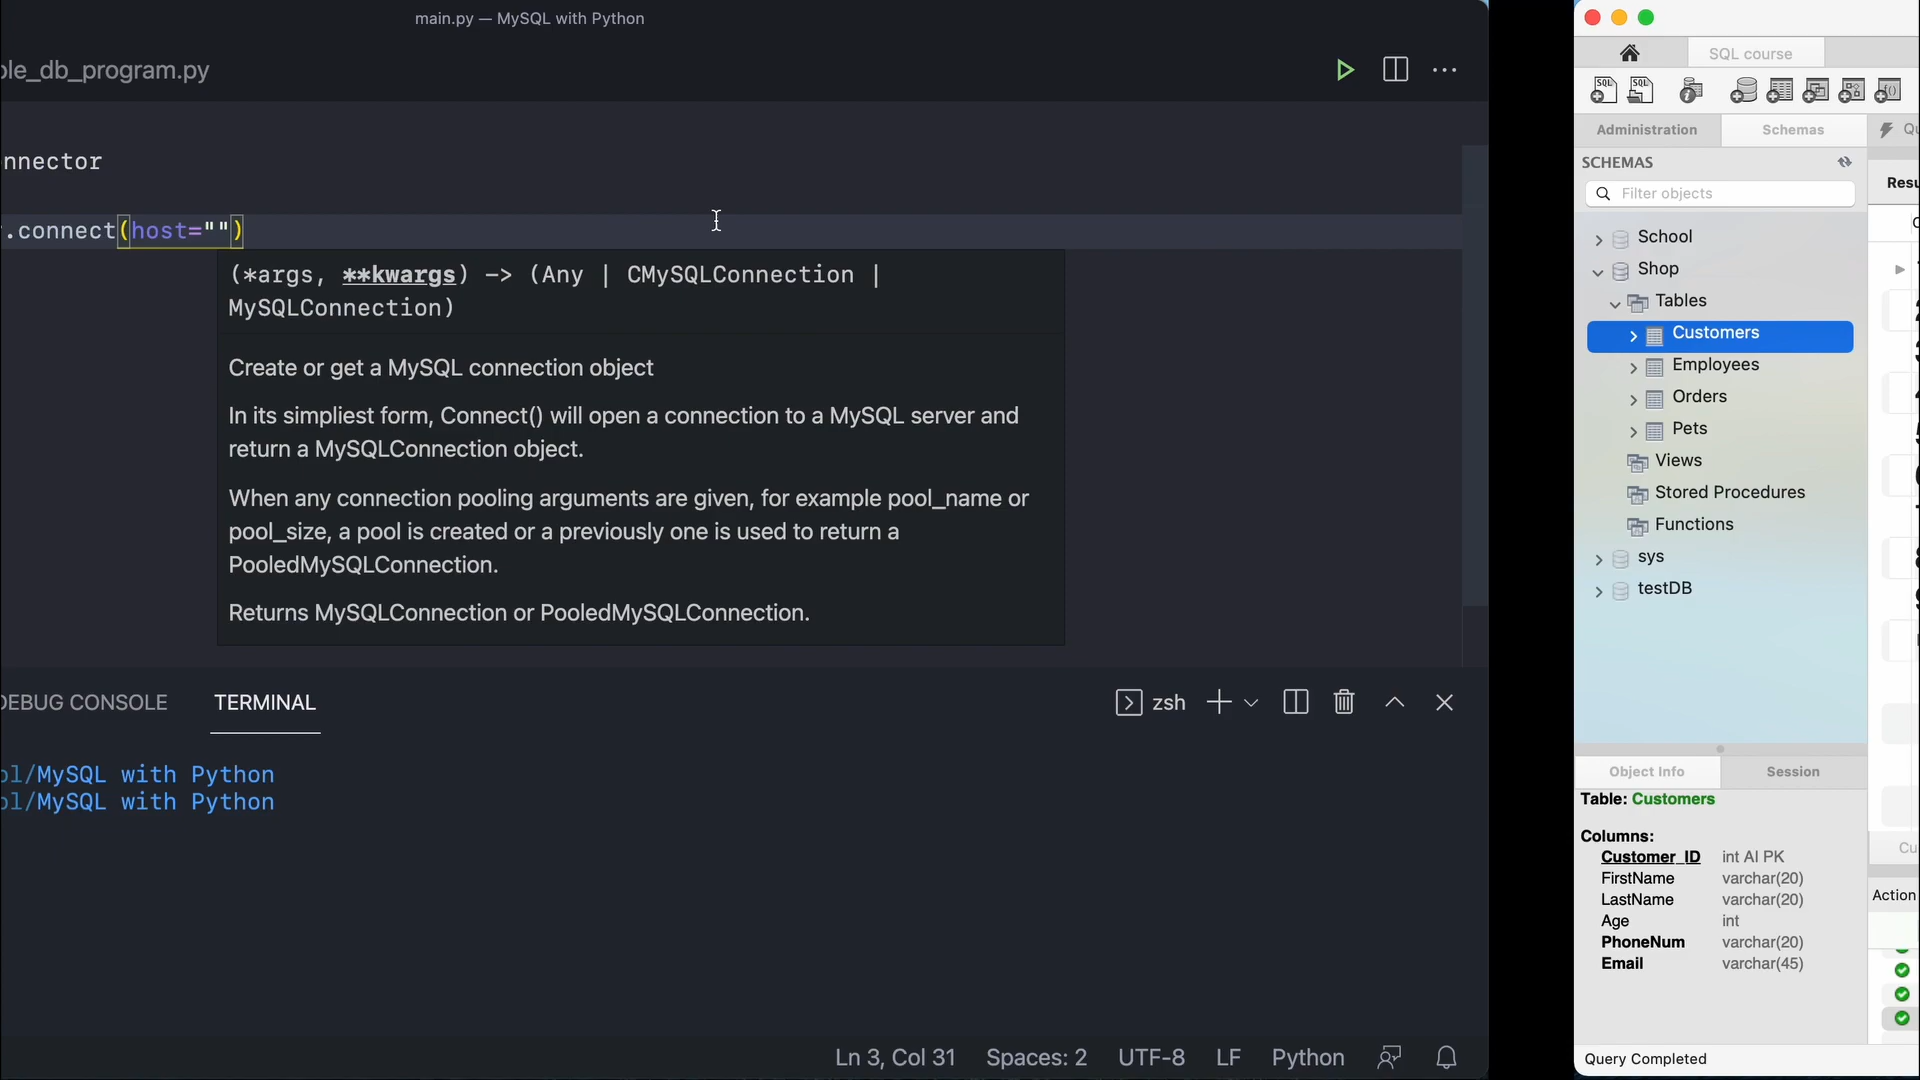 main.py — MySQL with Python
ble_db_program.py
nnector
.connect(host="")
(*args, **kwargs) -> (Any | CMySQLConnection |
MySQLConnection)
Create or get a MySQL connection object
In its simpliest form, Connect() will open a connection to a MySQL server and
return a MySQLConnection object.
When any connection pooling arguments are given, for example pool_name or
pool_size, a pool is created or a previously one is used to return a
PooledMySQLConnection.
Returns MySQLConnection or PooledMySQLConnection.
DEBUG CONSOLE
TERMINAL
zsh
ol/MySQL with Python
ol/MySQL with Python
Ln 3, Col 31
Spaces: 2
UTF-8
LF
Python
SQL course
SQL
SQL
Administration
Schemas
SCHEMAS
Filter objects
School
Shop
Tables
Customers
Employees
Orders
Pets
Views
Stored Procedures
Functions
sys
testDB
Object Info
Session
Table: Customers
Columns:
Customer_ID int AI PK
FirstName varchar(20)
LastName varchar(20)
Age int
PhoneNum varchar(20)
Email varchar(45)
Resu
Cu
Action
Query Completed